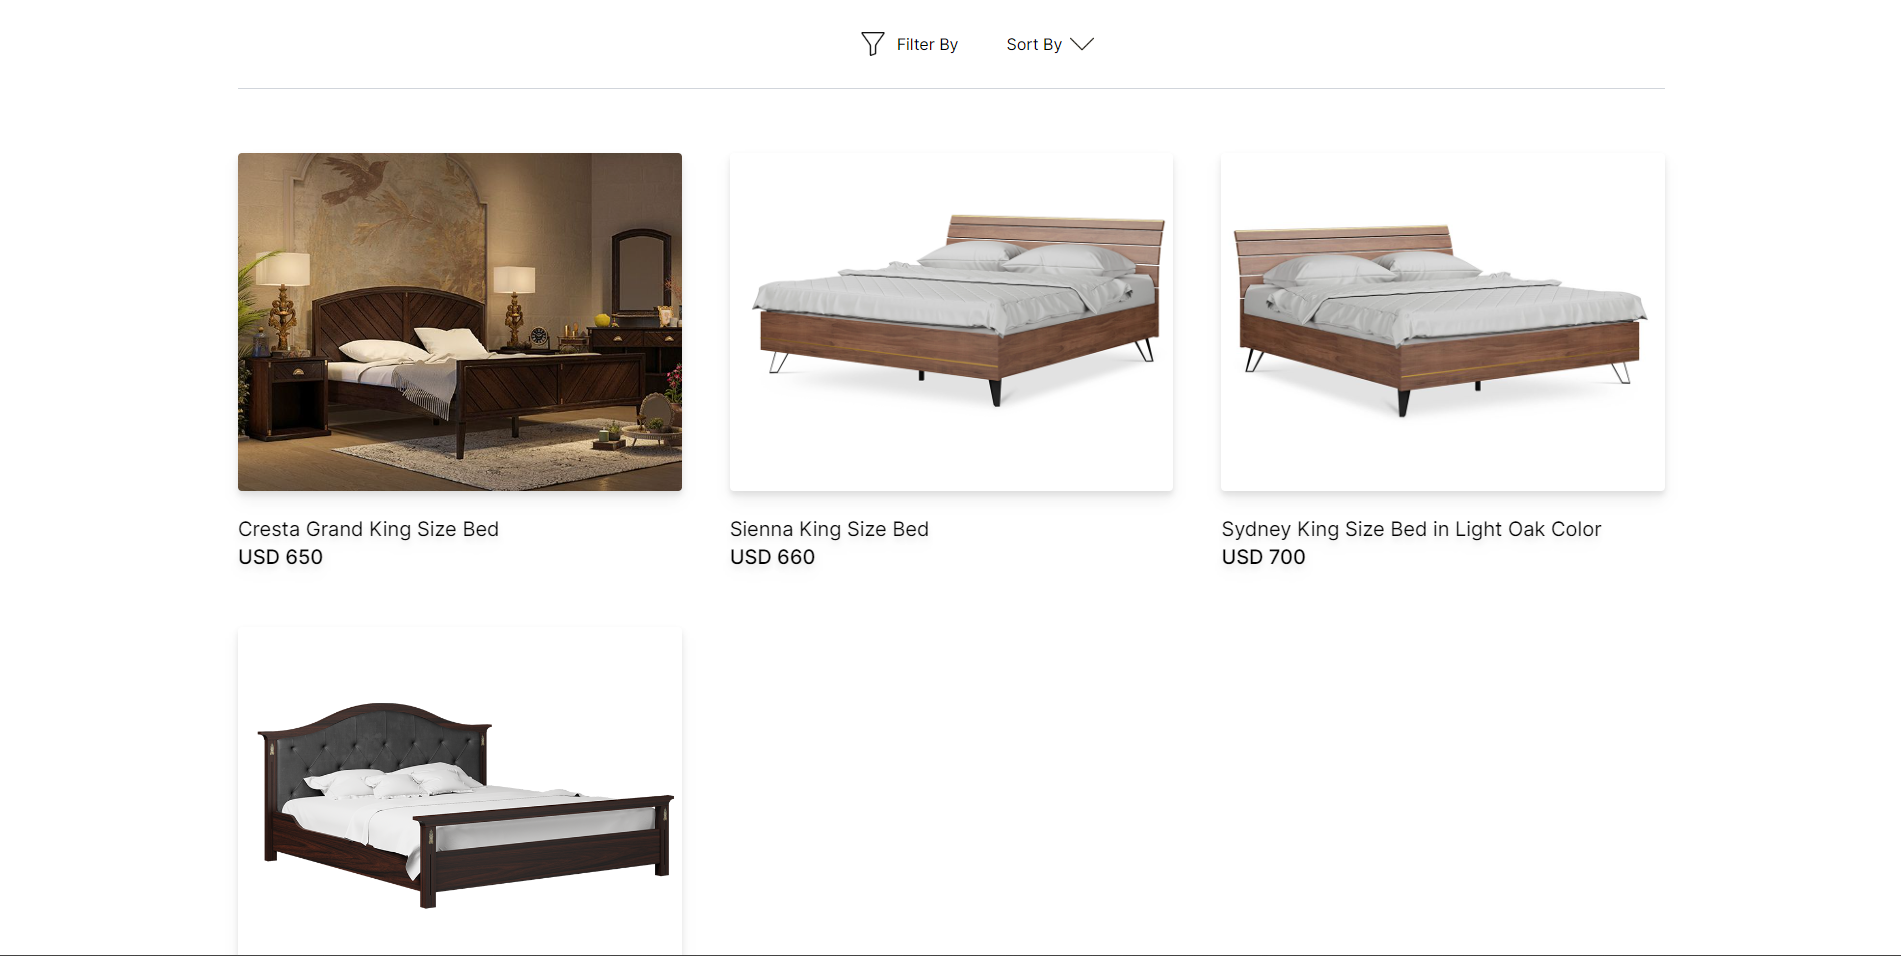 Filter By
Sort By
Cresta Grand King Size Bed
USD 650
Sienna King Size Bed
USD 660
Sydney King Size Bed in Light Oak Color
USD 700